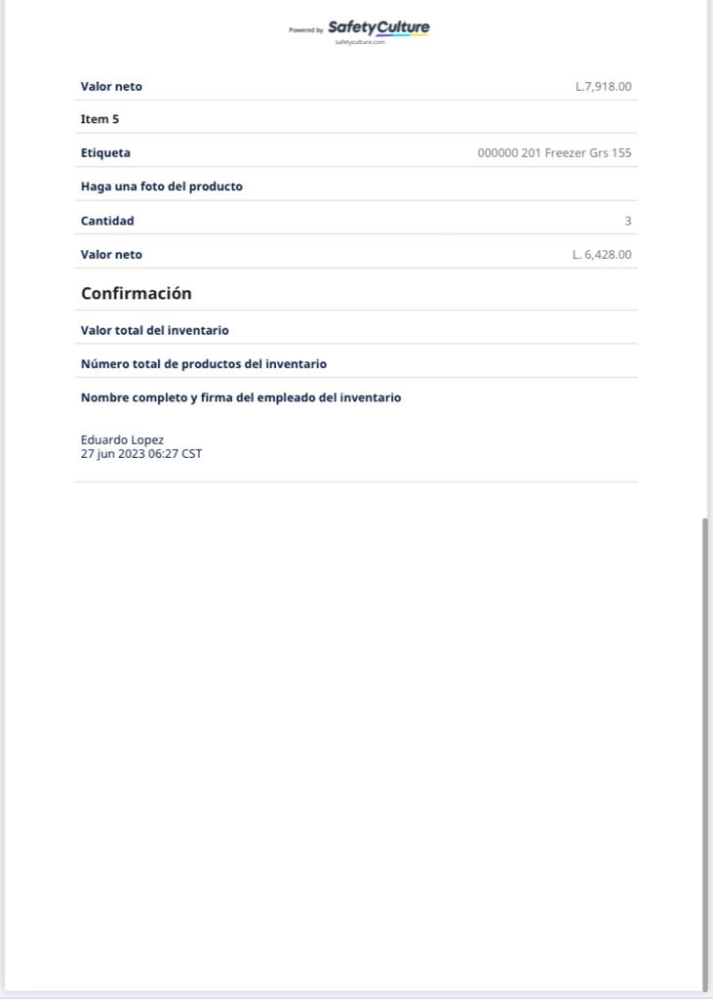 Powered by SafetyCulture
safetyculture.com
Valor neto L.7,918.00
Item 5
Etiqueta 000000 201 Freezer Grs 155
Haga una foto del producto
Cantidad 3
Valor neto L. 6,428.00
Confirmación
Valor total del inventario
Número total de productos del inventario
Nombre completo y firma del empleado del inventario
Eduardo Lopez
27 jun 2023 06:27 CST